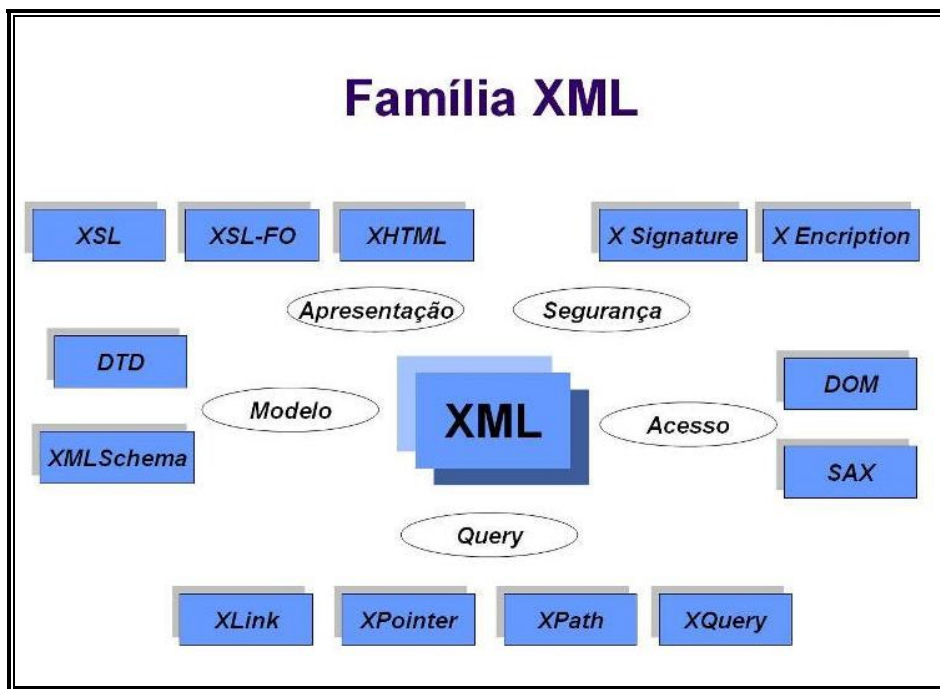 Família XML
XSL XSL-FO XHTML X Signature X Encription
Apresentação Segurança
DTD
DOM
Modelo XML Acesso
XMLSchema
SAX
Query
XLink XPointer XPath XQuery